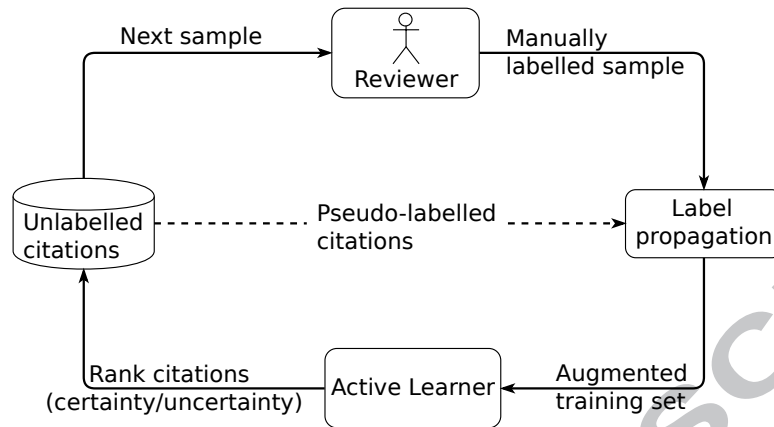 Next sample
Reviewer
Manually
labelled sample
Unlabelled
citations
Pseudo-labelled
citations
Label
propagation
Rank citations
(certainty/uncertainty)
Active Learner
Augmented
training set